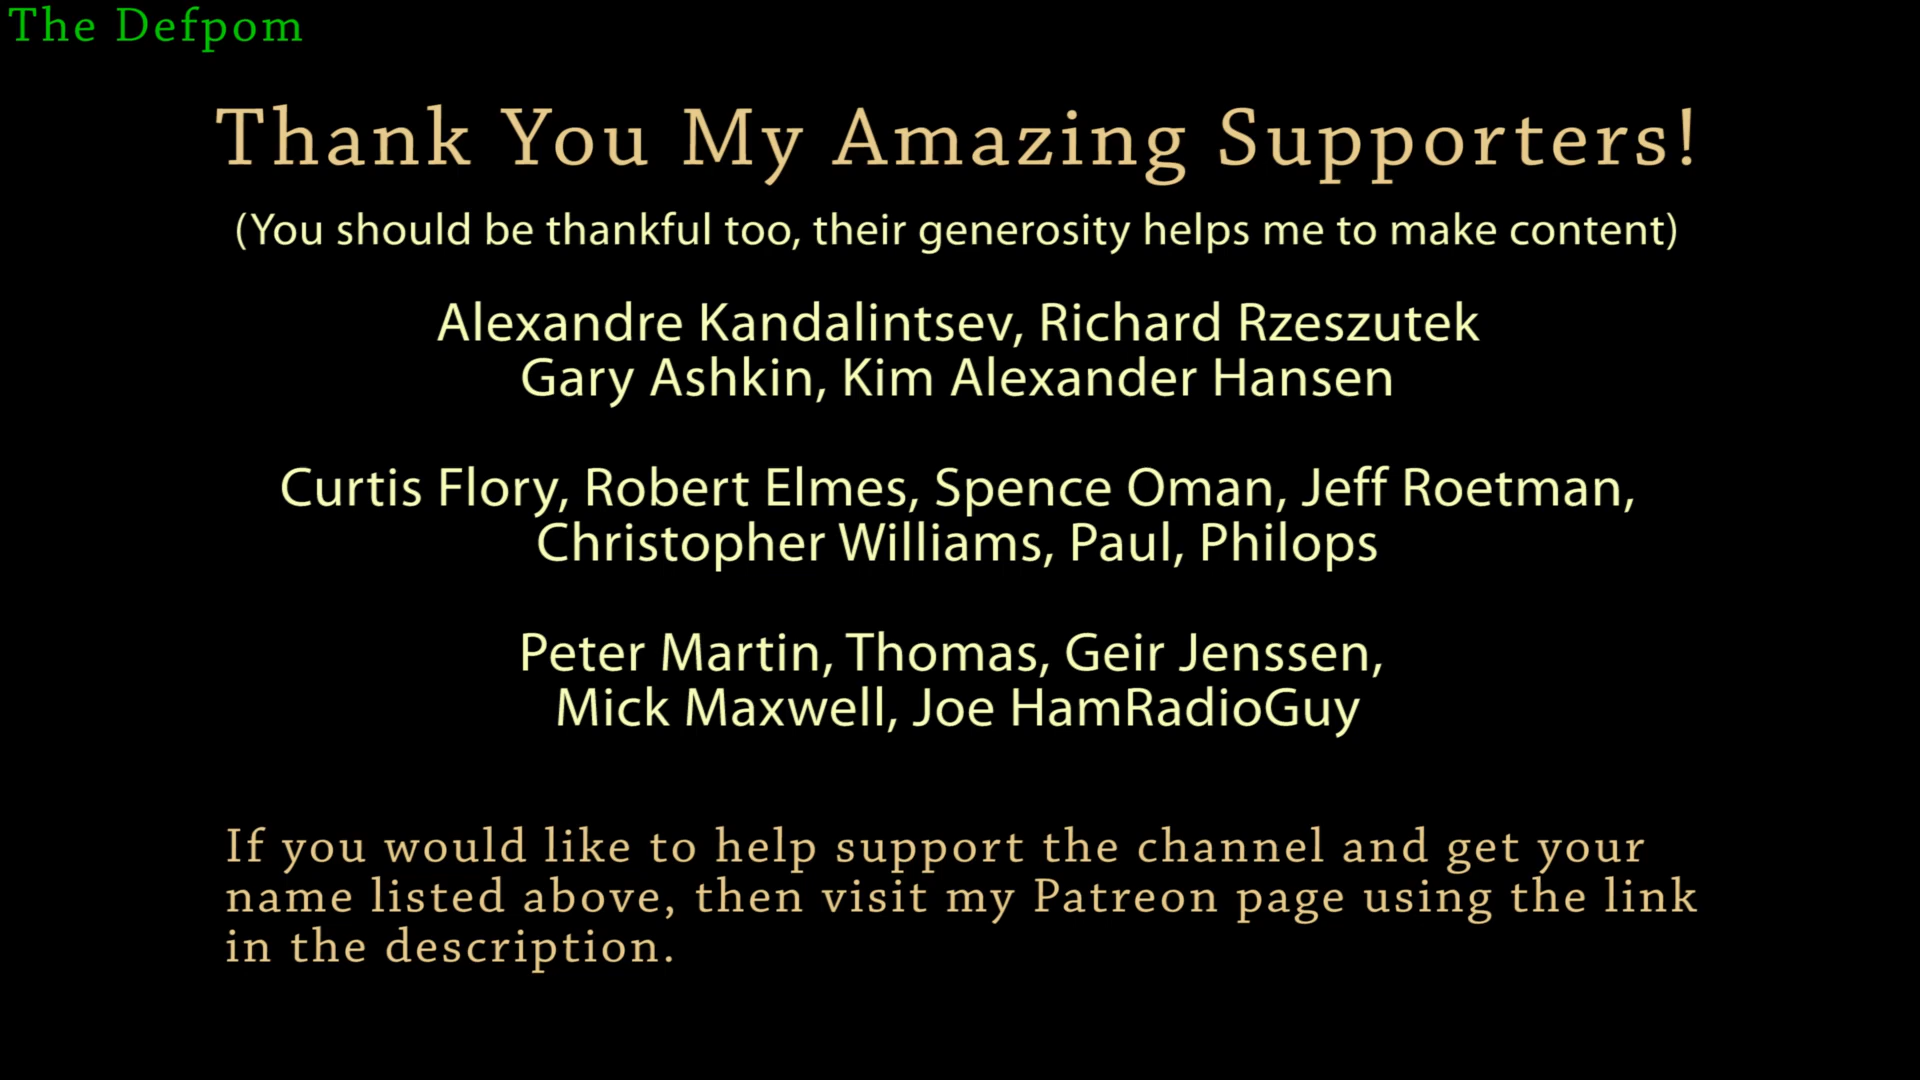 The Defpom
Thank You My Amazing Supporters!
(You should be thankful too, their generosity helps me to make content)
Alexandre Kandalintsev, Richard Rzeszutek
Gary Ashkin, Kim Alexander Hansen
Curtis Flory, Robert Elmes, Spence Oman, Jeff Roetman,
Christopher Williams, Paul, Philops
Peter Martin, Thomas, Geir Jenssen,
Mick Maxwell, Joe HamRadioGuy
If you would like to help support the channel and get your
name listed above, then visit my Patreon page using the link
in the description.